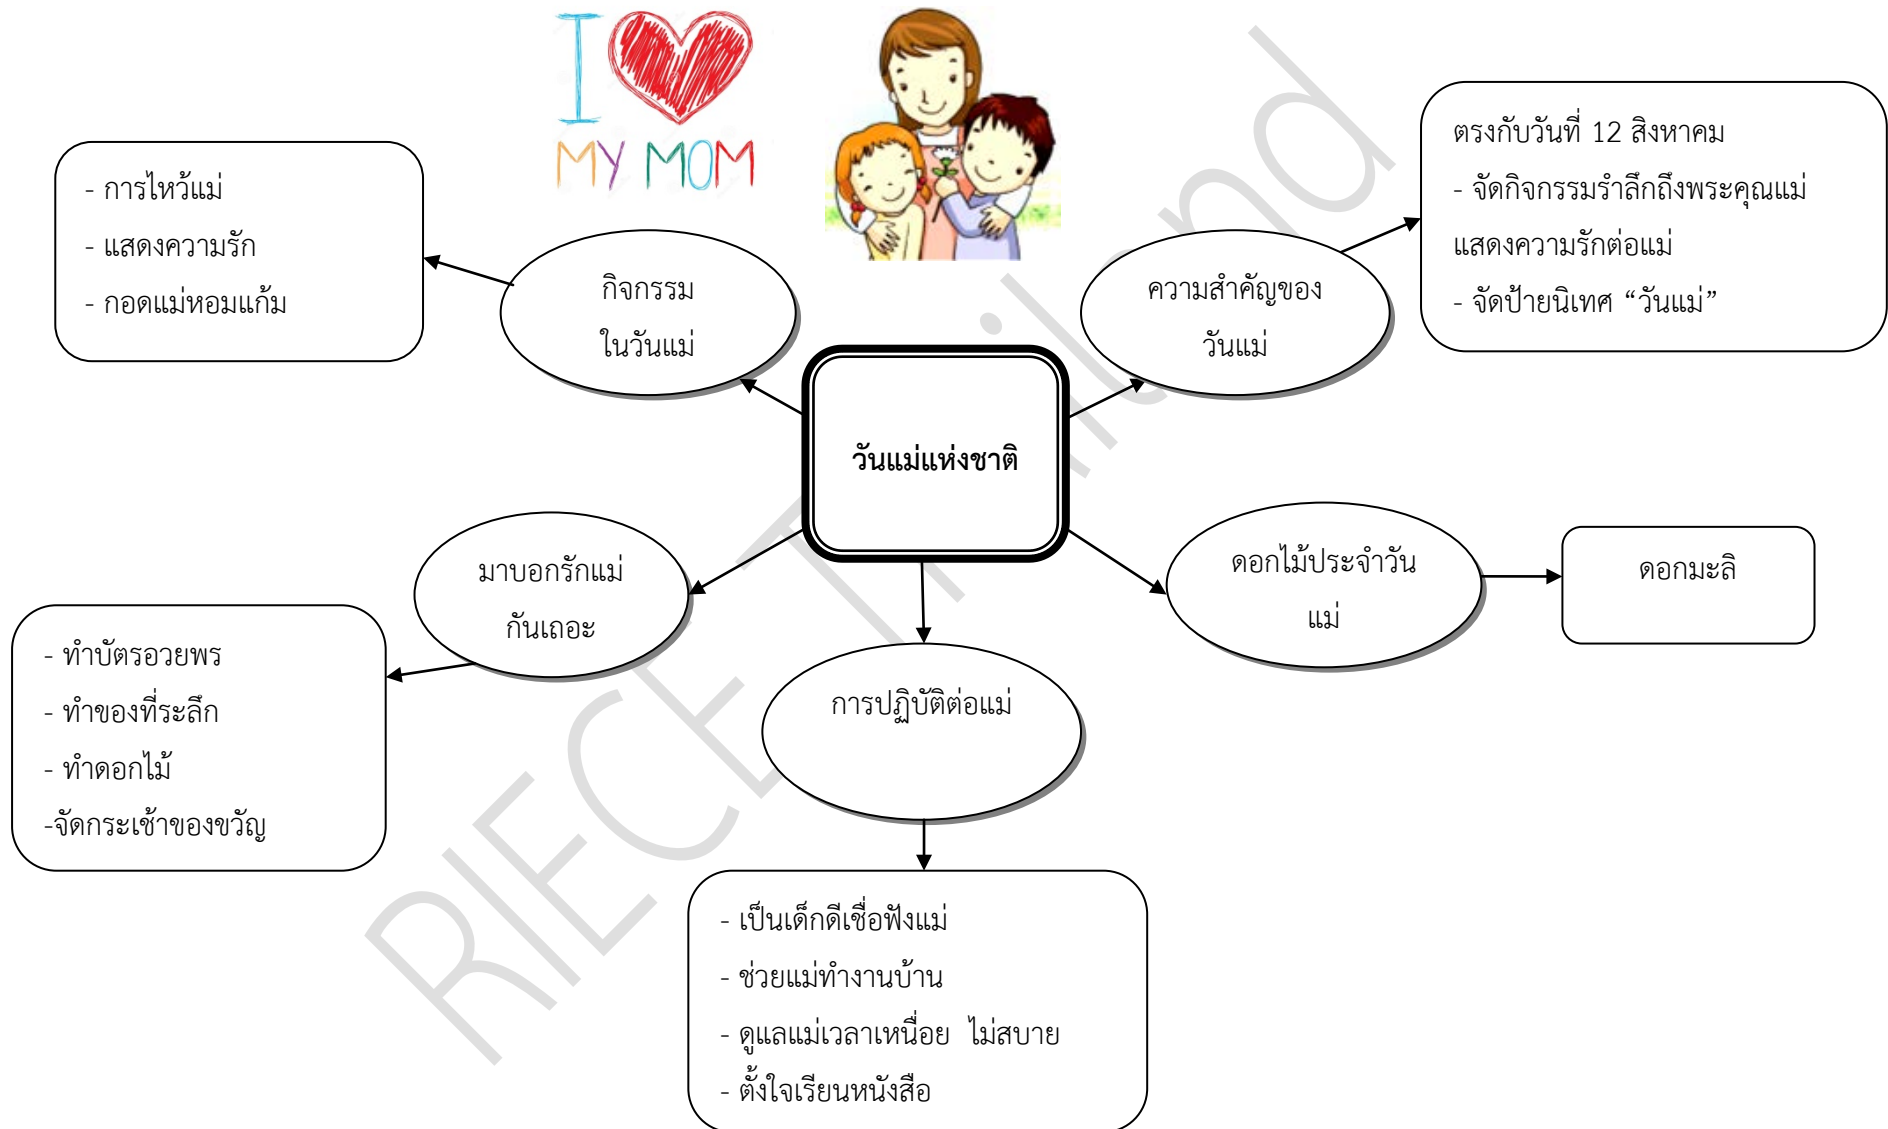 I
MY MOM
- การไหว้แม่
- แสดงความรัก
- กอดแม่หอมแก้ม
กิจกรรม
ในวันแม่
ความสำคัญของ
วันแม่
ตรงกับวันที่ 12 สิงหาคม
- จัดกิจกรรมรำลึกถึงพระคุณแม่
แสดงความรักต่อแม่
- จัดป้ายนิเทศ “วันแม่”
วันแม่แห่งชาติ
มาบอกรักแม่
กันเถอะ
- ทำบัตรอวยพร
- ทำของที่ระลึก
- ทำดอกไม้
-จัดกระเช้าของขวัญ
ดอกไม้ประจำวัน
แม่
ดอกมะลิ
การปฏิบัติต่อแม่
- เป็นเด็กดีเชื่อฟังแม่
- ช่วยแม่ทำงานบ้าน
- ดูแลแม่เวลาเหนื่อย ไม่สบาย
- ตั้งใจเรียนหนังสือ
RIECE Thailand